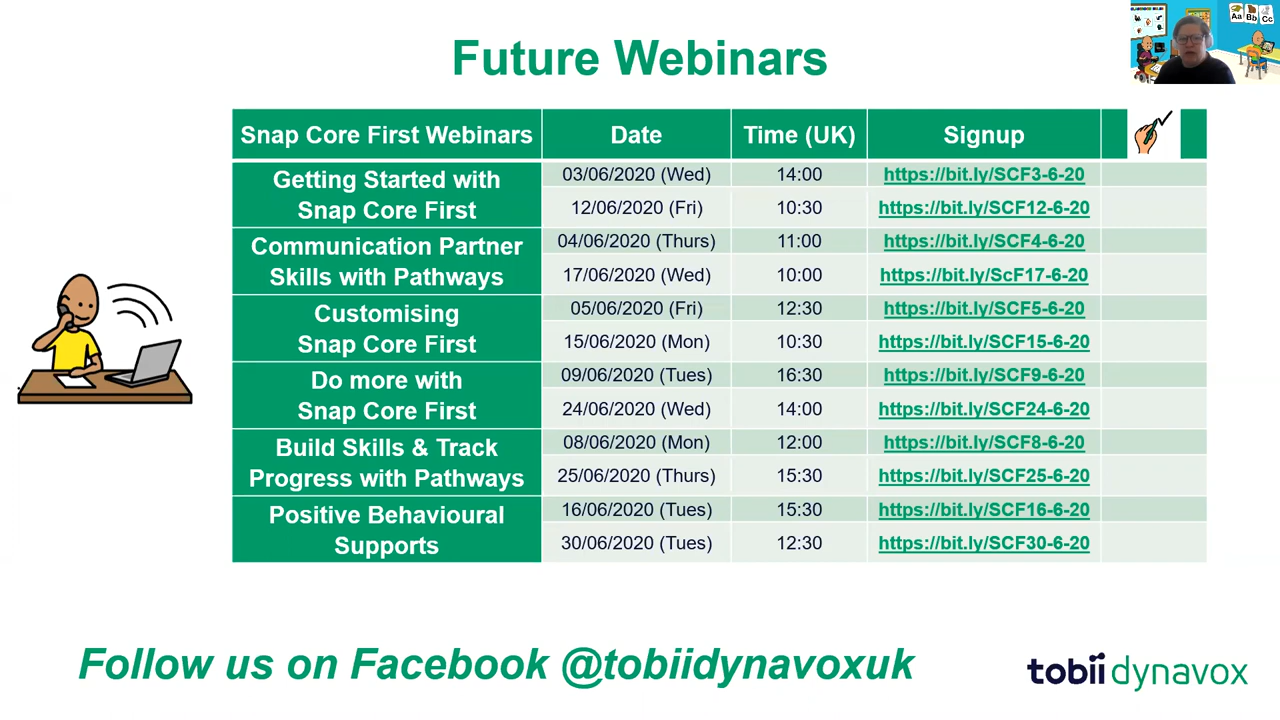 Future Webinars
Aa Bb Cc
Snap Core First Webinars Date Time (UK) Signup
Getting Started with
Snap Core First
03/06/2020 (Wed) 14:00 https://bit.ly/SCF3-6-20
12/06/2020 (Fri) 10:30 https://bit.ly/SCF12-6-20
Communication Partner
Skills with Pathways
04/06/2020 (Thurs) 11:00 https://bit.ly/SCF4-6-20
17/06/2020 (Wed) 10:00 https://bit.ly/ScF17-6-20
Customising
Snap Core First
05/06/2020 (Fri) 12:30 https://bit.ly/SCF5-6-20
15/06/2020 (Mon) 10:30 https://bit.ly/SCF15-6-20
Do more with
Snap Core First
09/06/2020 (Tues) 16:30 https://bit.ly/SCF9-6-20
24/06/2020 (Wed) 14:00 https://bit.ly/SCF24-6-20
Build Skills & Track
Progress with Pathways
08/06/2020 (Mon) 12:00 https://bit.ly/SCF8-6-20
25/06/2020 (Thurs) 15:30 https://bit.ly/SCF25-6-20
Positive Behavioural
Supports
16/06/2020 (Tues) 15:30 https://bit.ly/SCF16-6-20
30/06/2020 (Tues) 12:30 https://bit.ly/SCF30-6-20
Follow us on Facebook @tobiidynavoxuk
tobii dynavox